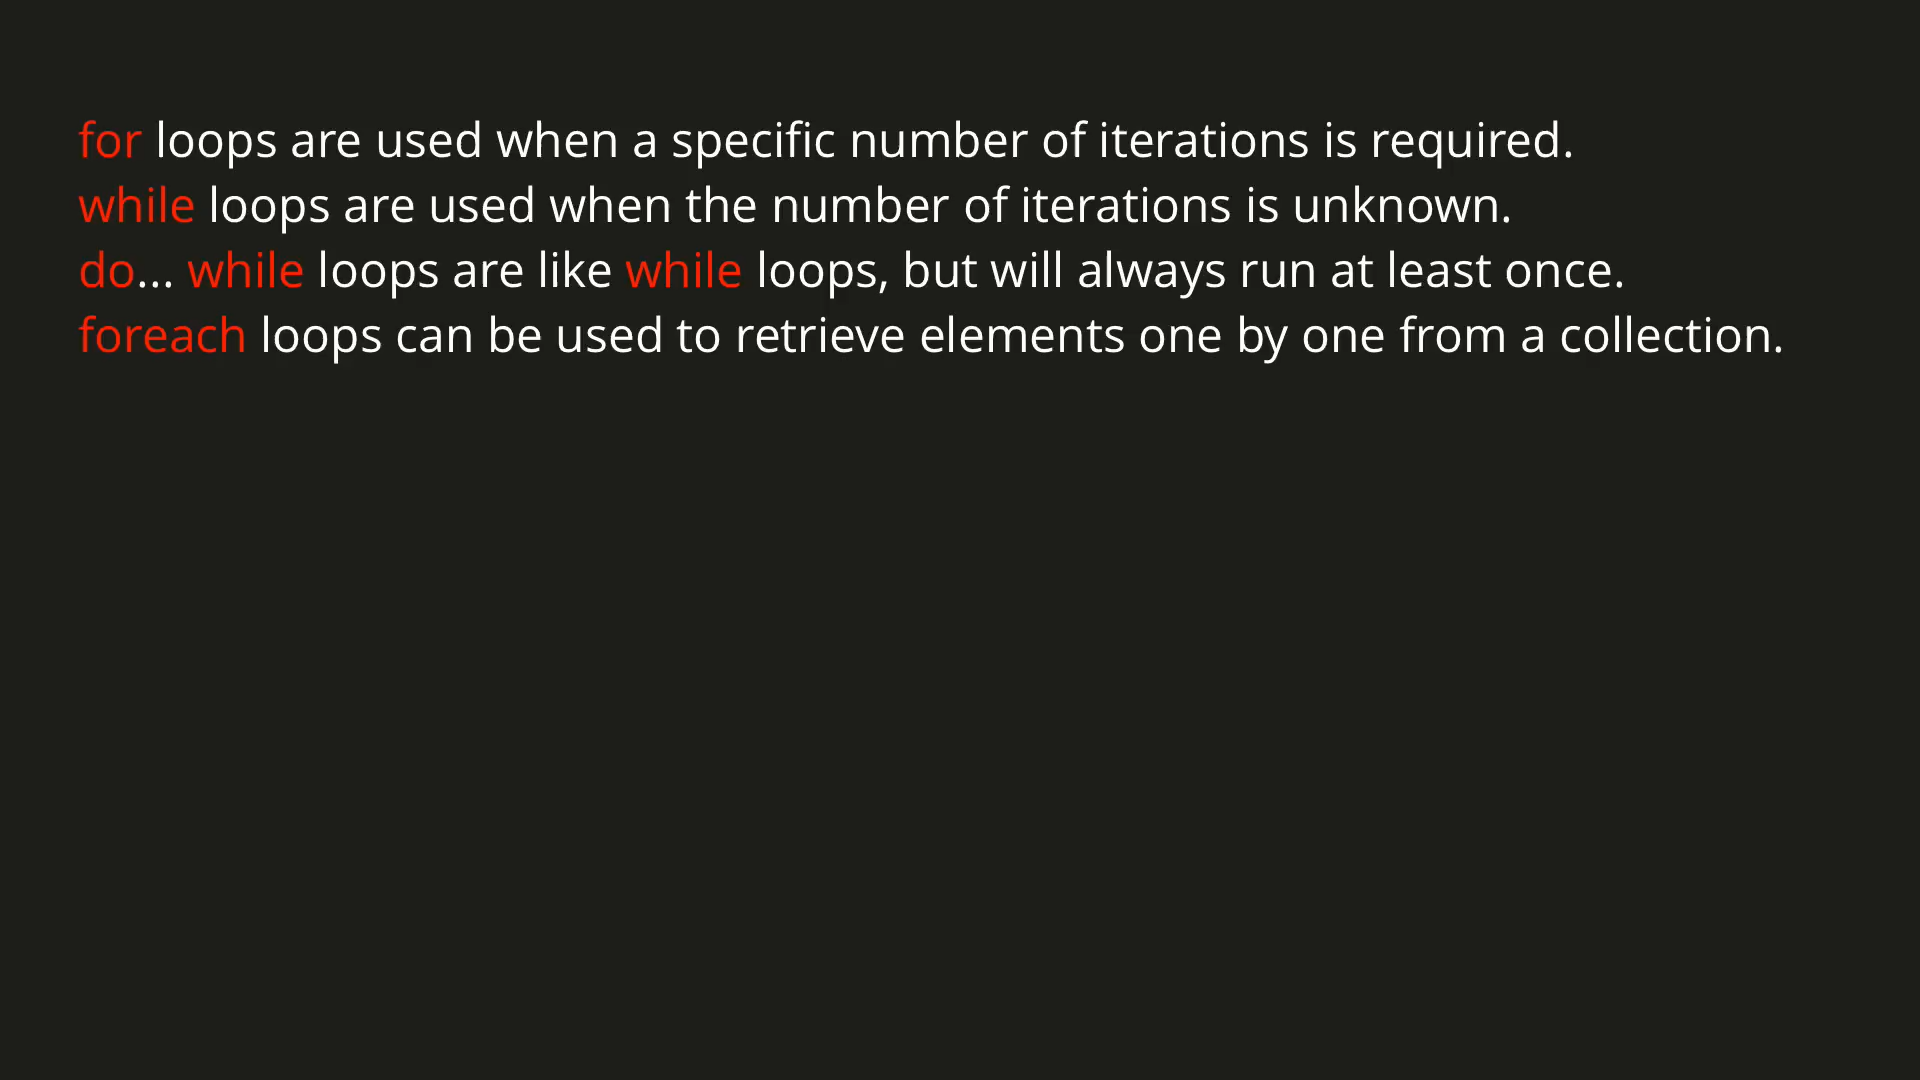 for loops are used when a specific number of iterations is required.
while loops are used when the number of iterations is unknown.
do... while loops are like while loops, but will always run at least once.
foreach loops can be used to retrieve elements one by one from a collection.